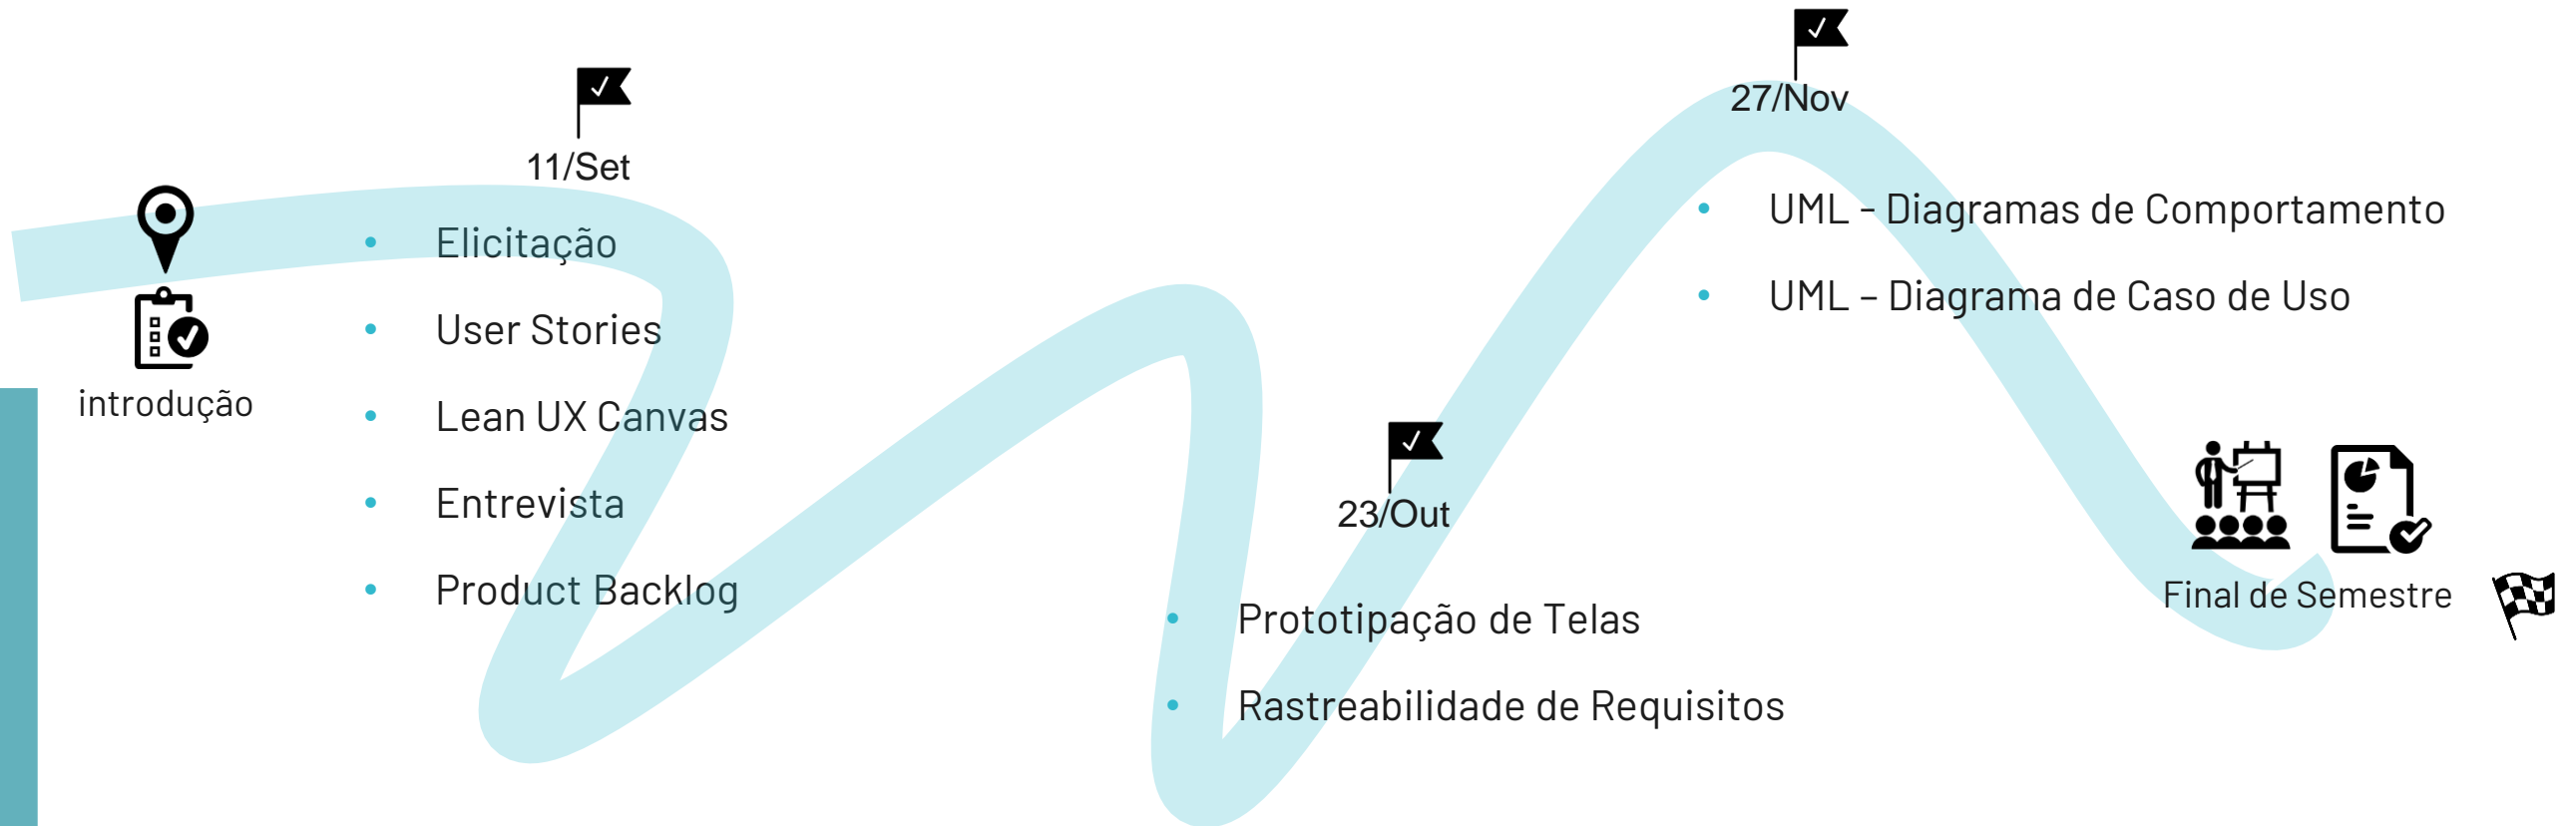 introdução
11/Set
• Elicitação
• User Stories
• Lean UX Canvas
• Entrevista
• Product Backlog
23/Out
• Prototipação de Telas
• Rastreabilidade de Requisitos
27/Nov
• UML - Diagramas de Comportamento
• UML – Diagrama de Caso de Uso
Final de Semestre